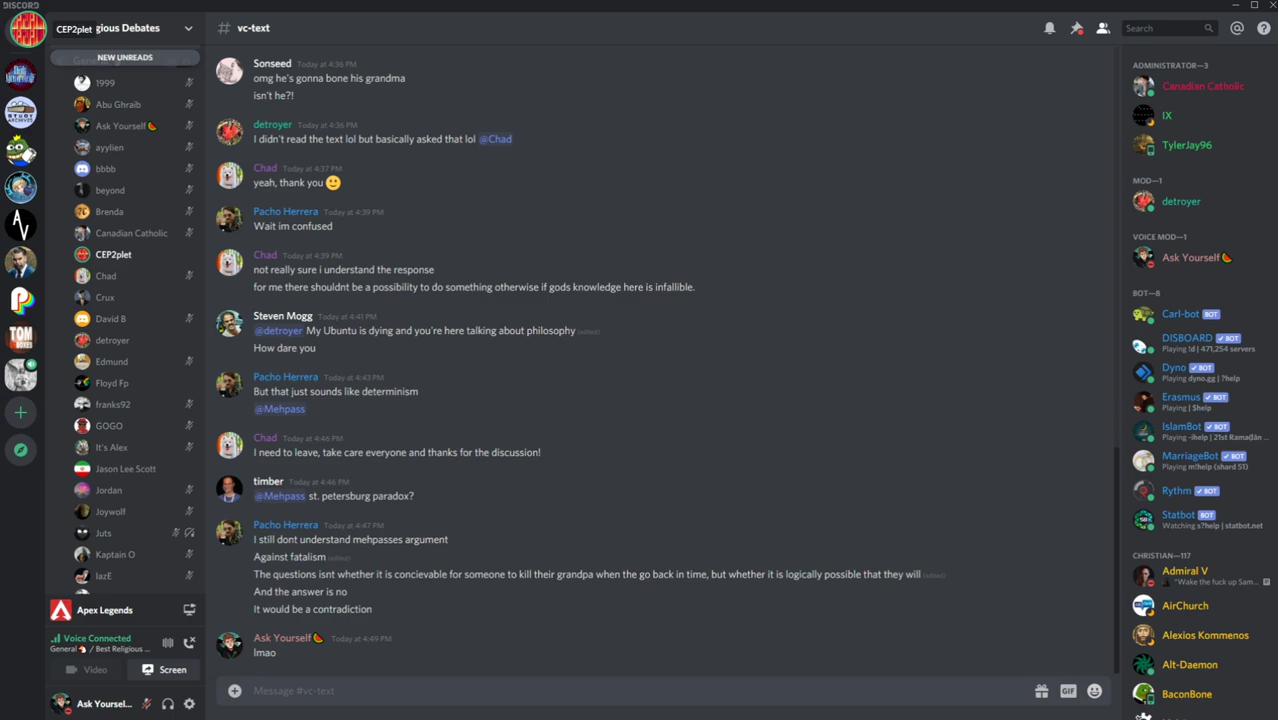 DISCORD
CEP2plet
gious Debates
NEW UNREADS
1999
Abu Ghraib
Ask Yourself🍉
ayylien
bbbb
beyond
Brenda
Canadian Catholic
CEP2plet
Chad
Crux
David B
detroyer
Edmund
Floyd Fp
franks92
GOGO
It's Alex
Jason Lee Scott
Jordan
Joywolf
Juts
Kaptain O
lazE
Apex Legends
Voice Connected
General / Best Religious ...
Video
Screen
Ask Yoursel...
TOM
BOXES
STUDY
ARCHIVES
# vc-text
Search
Sonseed Today at 4:36 PM
omg he's gonna bone his grandma
isn't he?!
detroyer Today at 4:36 PM
I didn't read the text lol but basically asked that lol @Chad
Chad Today at 4:37 PM
yeah, thank you 🙂
Pacho Herrera Today at 4:39 PM
Wait im confused
Chad Today at 4:39 PM
not really sure i understand the response
for me there shouldnt be a possibility to do something otherwise if gods knowledge here is infallible.
Steven Mogg Today at 4:41 PM
@detroyer My Ubuntu is dying and you're here talking about philosophy (edited)
How dare you
Pacho Herrera Today at 4:43 PM
But that just sounds like determinism
@Mehpass
Chad Today at 4:46 PM
I need to leave, take care everyone and thanks for the discussion!
timber Today at 4:46 PM
@Mehpass st. petersburg paradox?
Pacho Herrera Today at 4:47 PM
I still dont understand mehpasses argument
Against fatalism (edited)
The questions isnt whether it is concievable for someone to kill their grandpa when the go back in time, but whether it is logically possible that they will (edited)
And the answer is no
It would be a contradiction
Ask Yourself🍉 Today at 4:49 PM
lmao
Message #vc-text
GIF
ADMINISTRATOR—3
Canadian Catholic
IX
TylerJay96
MOD—1
detroyer
VOICE MOD—1
Ask Yourself🍉
BOT—8
Carl-bot BOT
DISBOARD ✓ BOT
Playing !d | 471,254 servers
Dyno ✓ BOT
Playing dyno.gg | ?help
Erasmus ✓ BOT
Playing | $help
IslamBot ✓ BOT
Playing -ihelp | 21st Ramaḍān ...
MarriageBot ✓ BOT
Playing m!help (shard 51)
Rythm ✓ BOT
Statbot BOT
Watching s?help | statbot.net
CHRISTIAN—117
Admiral V
"Wake the fuck up Sam...
AirChurch
Alexios Kommenos
Alt-Daemon
BaconBone